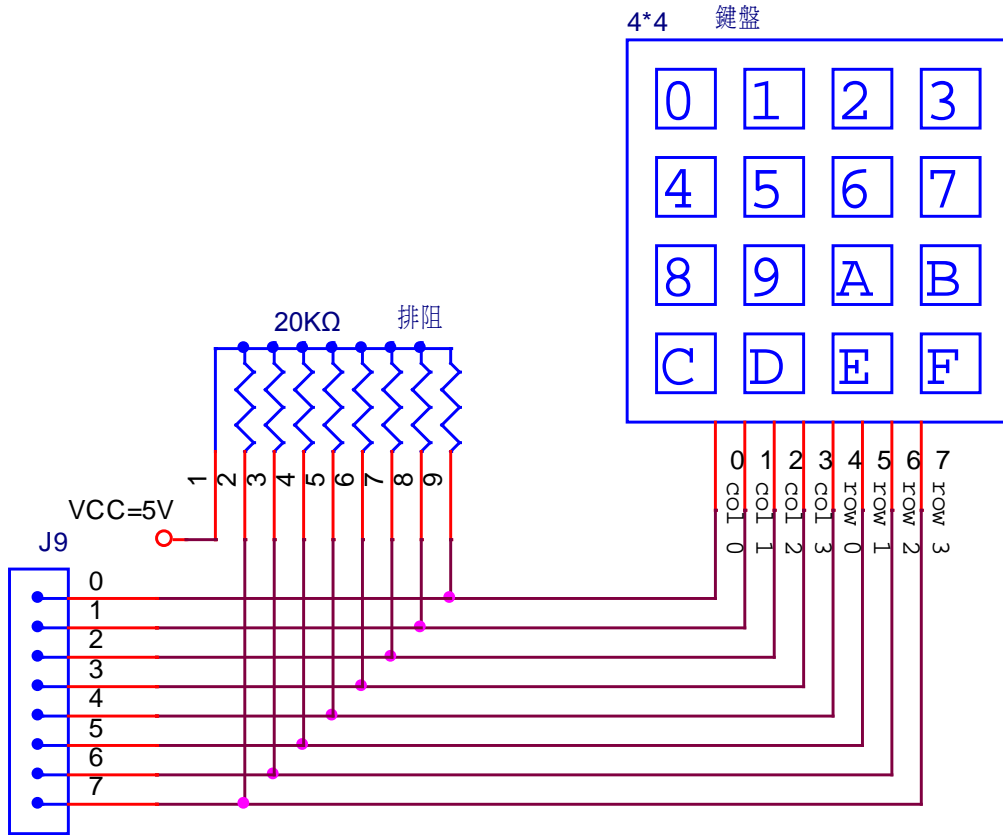 4*4 鍵盤
0 1 2 3
4 5 6 7
8 9 A B
C D E F
20KΩ 排阻
1 2 3 4 5 6 7 8 9
0 1 2 3 4 5 6 7
col 0 col 1 col 2 col 3 row 0 row 1 row 2 row 3
VCC=5V
J9
0
1
2
3
4
5
6
7